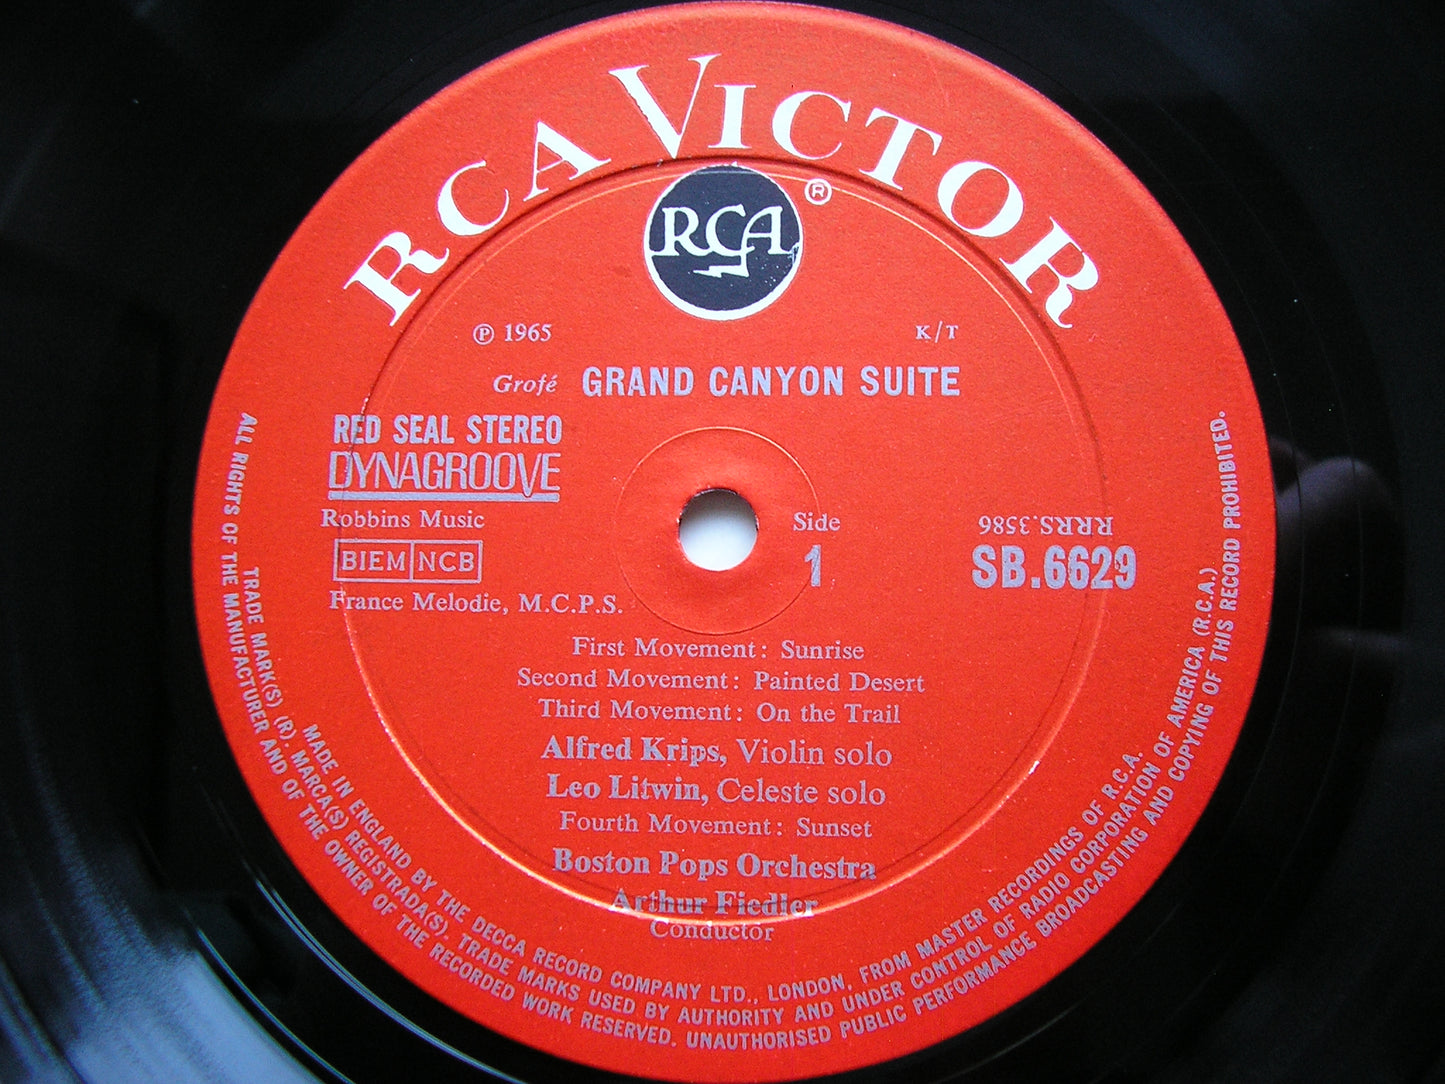 RCA VICTOR
RCA
®
℗ 1965
K/T
Grofé GRAND CANYON SUITE
RED SEAL STEREO
DYNAGROOVE
Robbins Music
BIEM NCB
France Melodie, M.C.P.S.
Side
1
RRRS.3586
SB.6629
First Movement: Sunrise
Second Movement: Painted Desert
Third Movement: On the Trail
Alfred Krips, Violin solo
Leo Litwin, Celeste solo
Fourth Movement: Sunset
Boston Pops Orchestra
Arthur Fiedler
Conductor
MADE IN ENGLAND BY THE DECCA RECORD COMPANY LTD., LONDON, FROM MASTER RECORDINGS OF R.C.A.
TRADE MARK(S) (R). MARCA(S) REGISTRADA(S). TRADE MARKS USED BY AUTHORITY AND UNDER CONTROL OF RADIO CORPORATION OF AMERICA (R.C.A.)
ALL RIGHTS OF THE MANUFACTURER AND OF THE OWNER OF THE RECORDED WORK RESERVED. UNAUTHORISED PUBLIC PERFORMANCE BROADCASTING AND COPYING OF THIS RECORD PROHIBITED.